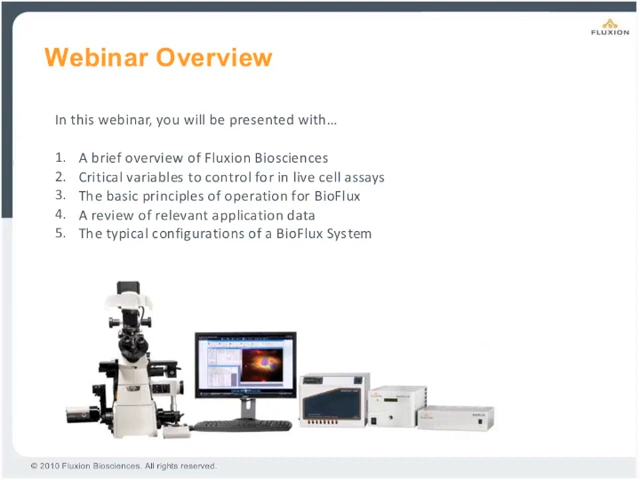 FLUXION
Webinar Overview
In this webinar, you will be presented with...
1. A brief overview of Fluxion Biosciences
2. Critical variables to control for in live cell assays
3. The basic principles of operation for BioFlux
4. A review of relevant application data
5. The typical configurations of a BioFlux System
© 2010 Fluxion Biosciences. All rights reserved.